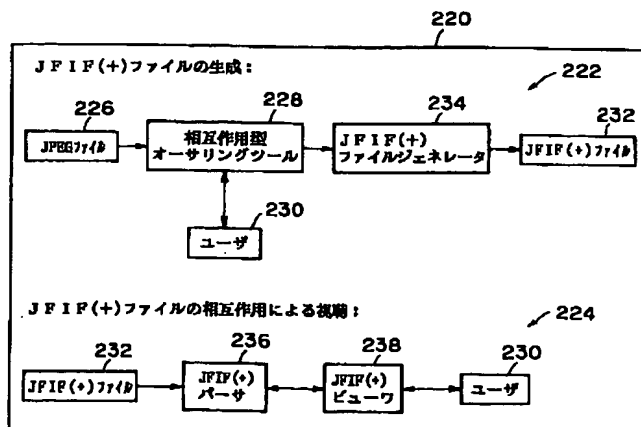 220
JFIF(+)ファイルの生成:
222
226
228
234
232
JPEGファイル
相互作用型
オーサリングツール
JFIF(+)
ファイルジェネレータ
JFIF(+)ファイル
230
ユーザ
JFIF(+)ファイルの相互作用による視聴:
224
232
236
238
230
JFIF(+)ファイル
JFIF(+)
パーサ
JFIF(+)
ビューワ
ユーザ